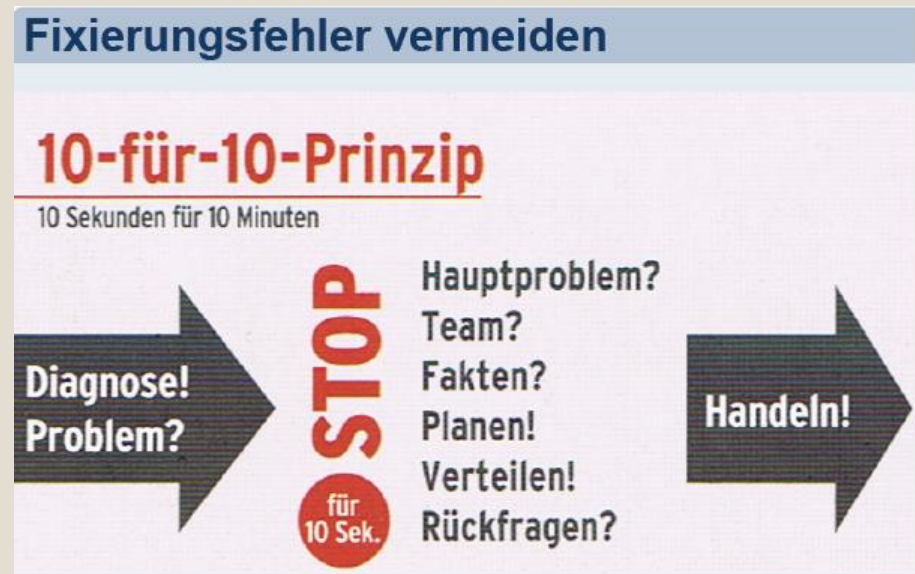 Fixierungsfehler vermeiden
10-für-10-Prinzip
10 Sekunden für 10 Minuten
Diagnose!
Problem?
STOP
für
10 Sek.
Hauptproblem?
Team?
Fakten?
Planen!
Verteilen!
Rückfragen?
Handeln!